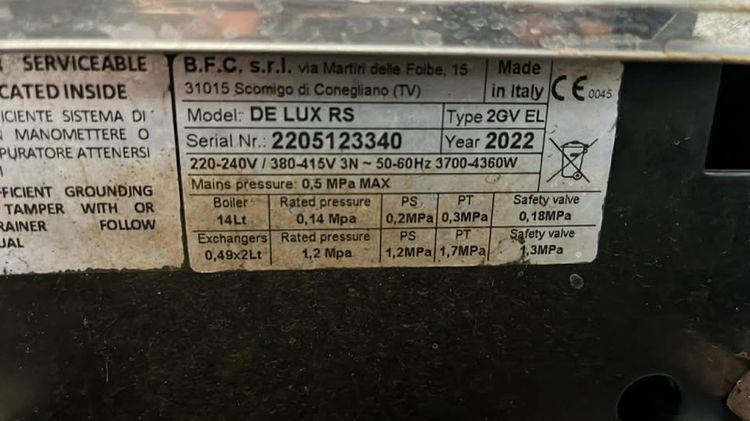 SERVICEABLE
CATED INSIDE
ICIENTE SISTEMA DI
MANOMETTERE O
PURATORE ATTENERSI
FFICIENT GROUNDING
TAMPER WITH OR
RAINER FOLLOW
UAL
B.F.C. s.r.l. via Martiri delle Foibe, 15
31015 Scomigo di Conegliano (TV)
Made
in Italy
CE 0045
Model: DE LUX RS
Type 2GV EL
Serial Nr.: 2205123340
Year 2022
220-240V / 380-415V 3N ~ 50-60Hz 3700-4360W
Mains pressure: 0,5 MPa MAX
Boiler Rated pressure PS PT Safety valve
14Lt 0,14 Mpa 0,2MPa 0,3MPa 0,18MPa
Exchangers Rated pressure PS PT Safety valve
0,49x2Lt 1,2 Mpa 1,2MPa 1,7MPa 1,3MPa